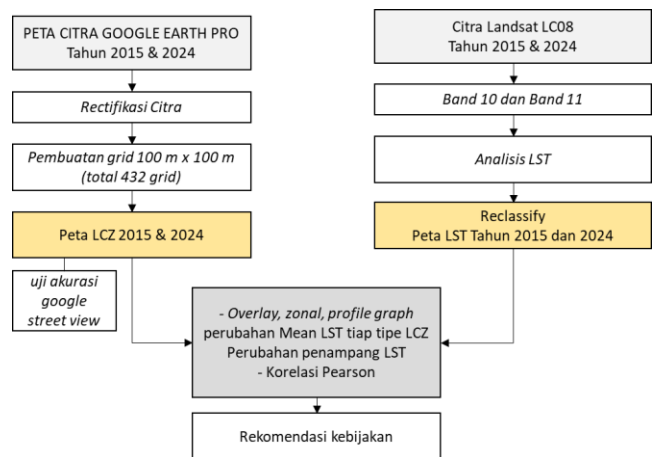 PETA CITRA GOOGLE EARTH PRO
Tahun 2015 & 2024
Rectifikasi Citra
Pembuatan grid 100 m x 100 m
(total 432 grid)
Peta LCZ 2015 & 2024
uji akurasi
google
street view
Citra Landsat LC08
Tahun 2015 & 2024
Band 10 dan Band 11
Analisis LST
Reclassify
Peta LST Tahun 2015 dan 2024
- Overlay, zonal, profile graph
perubahan Mean LST tiap tipe LCZ
Perubahan penampang LST
- Korelasi Pearson
Rekomendasi kebijakan